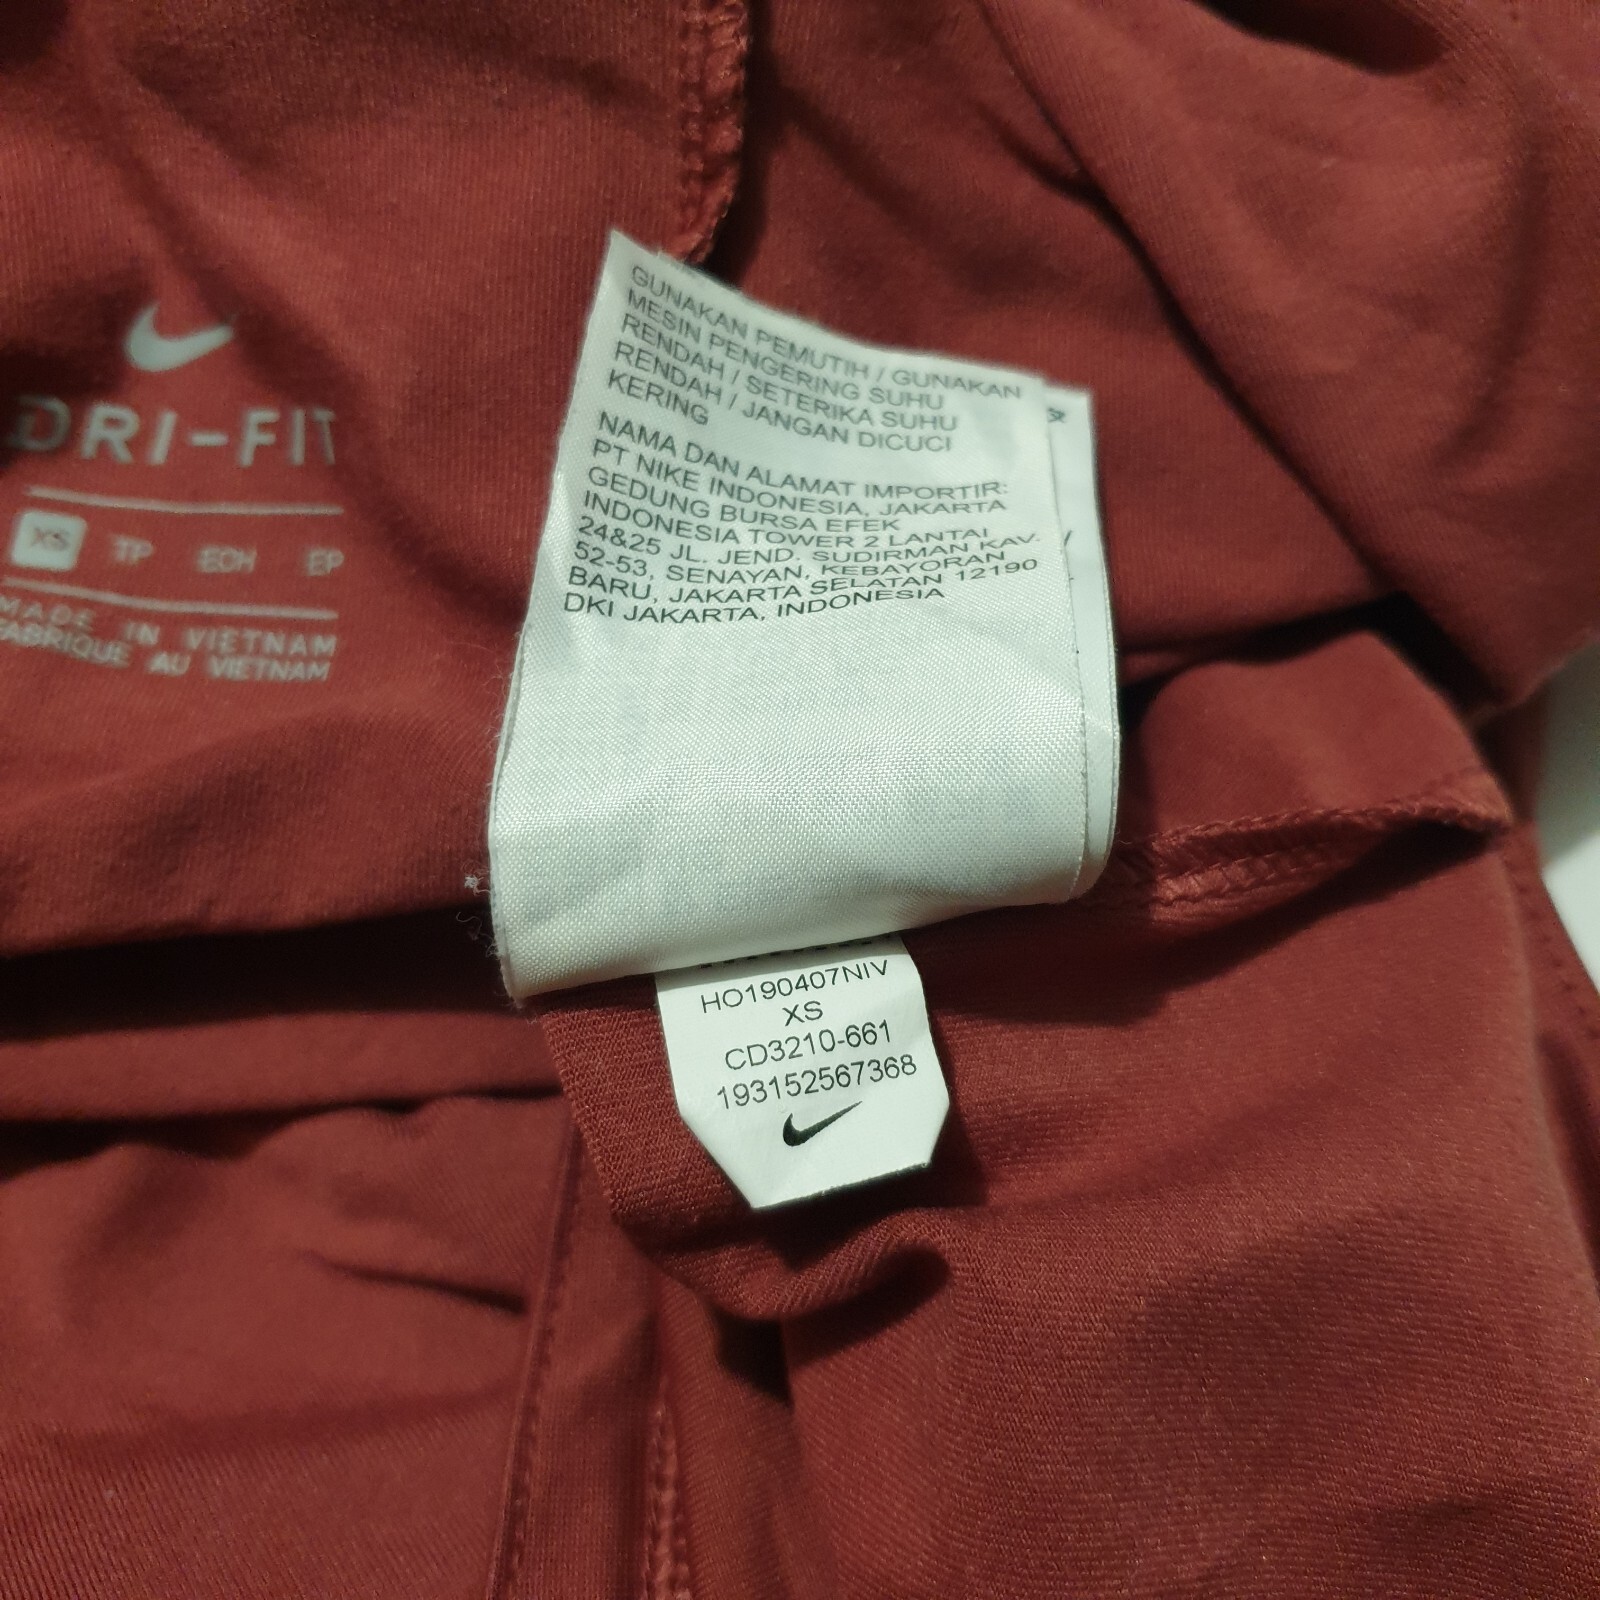 DRI-FIT
XS TP ECH EP
MADE IN VIETNAM
FABRIQUE AU VIETNAM
GUNAKAN PEMUTIH / GUNAKAN
MESIN PENGERING SUHU
RENDAH / SETERIKA SUHU
RENDAH / JANGAN DICUCI
KERING
NAMA DAN ALAMAT IMPORTIR:
PT NIKE INDONESIA, JAKARTA
GEDUNG BURSA EFEK
INDONESIA TOWER 2 LANTAI
24&25 JL. JEND. SUDIRMAN KAV.
52-53, SENAYAN, KEBAYORAN
BARU, JAKARTA SELATAN 12190
DKI JAKARTA, INDONESIA
HO190407NIV
XS
CD3210-661
193152567368